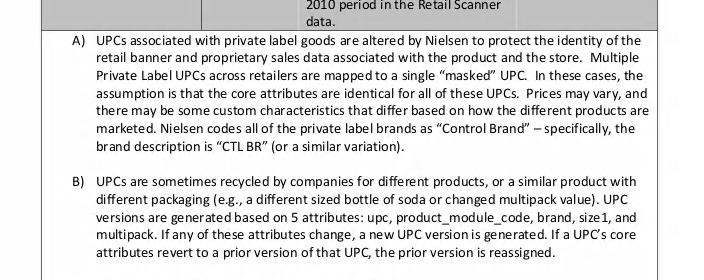 2010 period in the Retail Scanner
data.
A) UPCs associated with private label goods are altered by Nielsen to protect the identity of the
retail banner and proprietary sales data associated with the product and the store.  Multiple
Private Label UPCs across retailers are mapped to a single “masked” UPC.  In these cases, the
assumption is that the core attributes are identical for all of these UPCs.  Prices may vary, and
there may be some custom characteristics that differ based on how the different products are
marketed. Nielsen codes all of the private label brands as “Control Brand” – specifically, the
brand description is “CTL BR” (or a similar variation).
B) UPCs are sometimes recycled by companies for different products, or a similar product with
different packaging (e.g., a different sized bottle of soda or changed multipack value). UPC
versions are generated based on 5 attributes: upc, product_module_code, brand, size1, and
multipack. If any of these attributes change, a new UPC version is generated. If a UPC’s core
attributes revert to a prior version of that UPC, the prior version is reassigned.